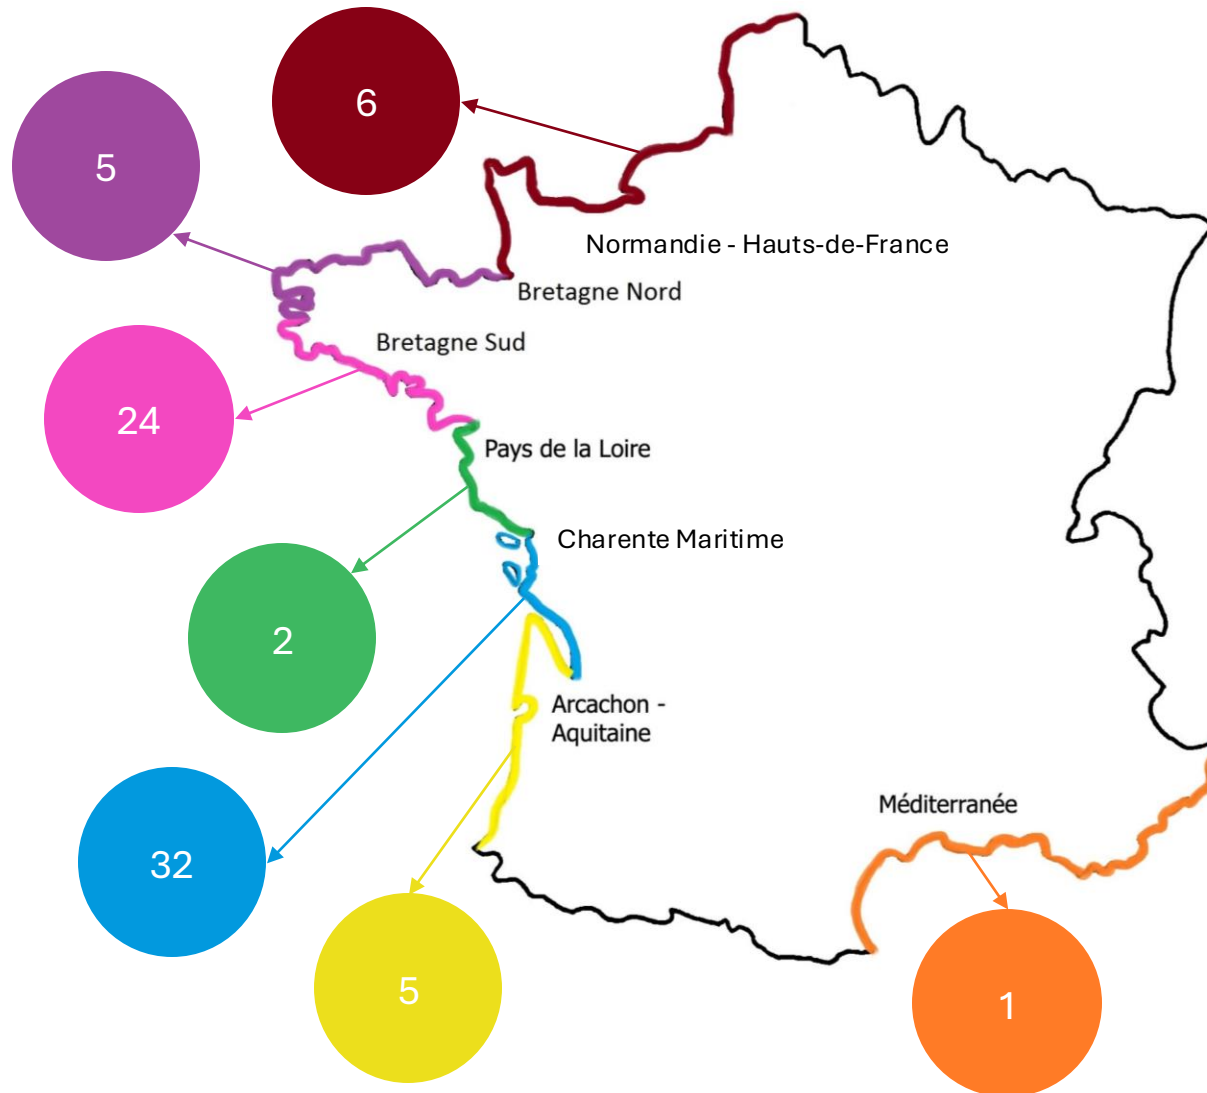 6
5
Normandie - Hauts-de-France
Bretagne Nord
Bretagne Sud
24
Pays de la Loire
Charente Maritime
2
Arcachon -
Aquitaine
Méditerranée
32
5
1